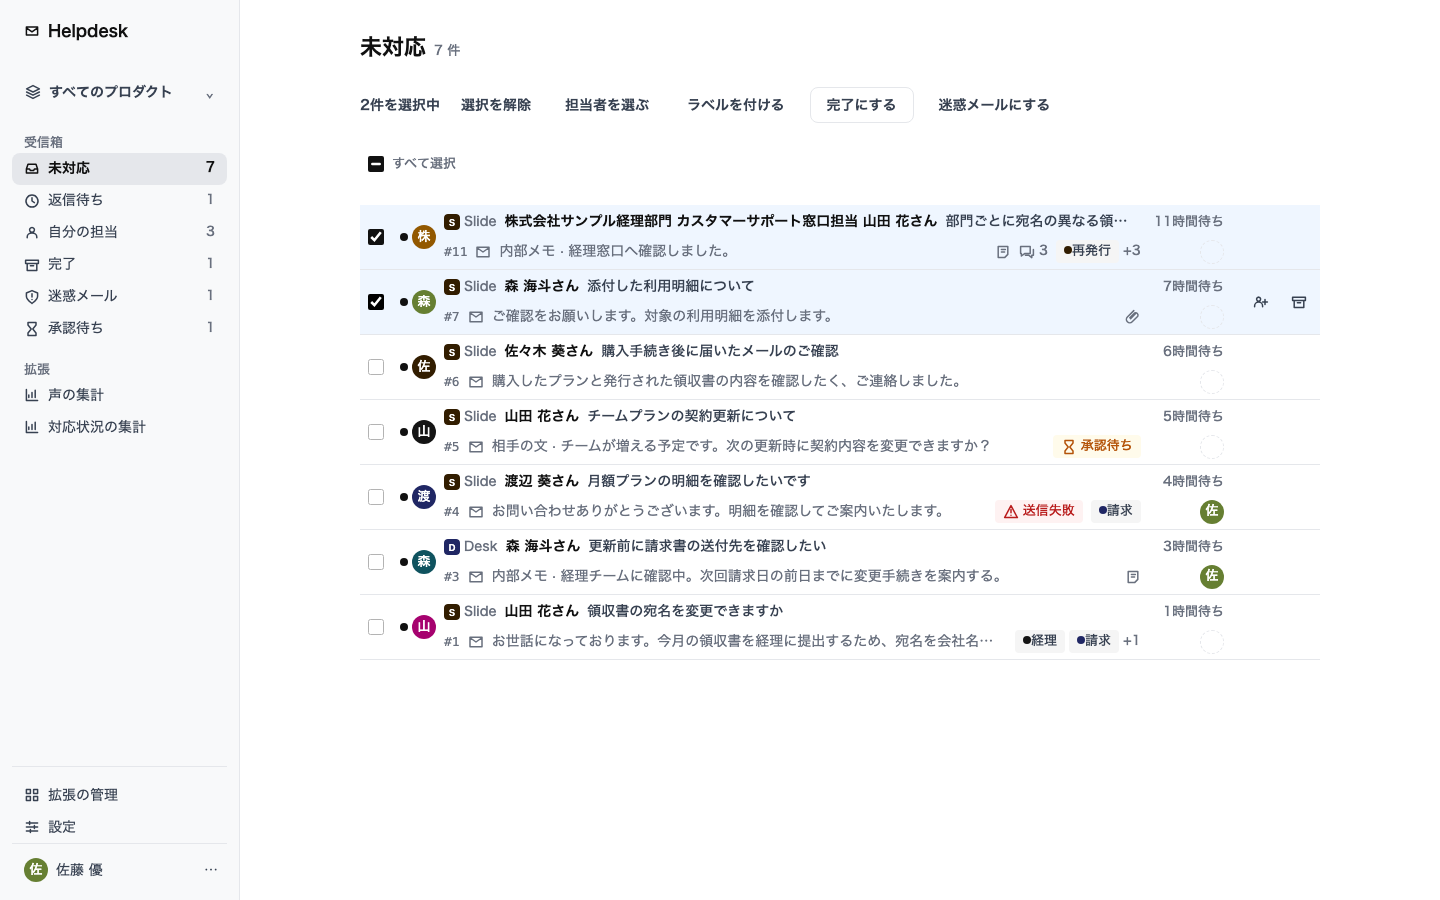 Helpdesk
すべてのプロダクト
受信箱
未対応 7
返信待ち 1
自分の担当 3
完了 1
迷惑メール 1
承認待ち 1
拡張
声の集計
対応状況の集計
拡張の管理
設定
佐 佐藤 優 …
未対応 7 件
2件を選択中 選択を解除 担当者を選ぶ ラベルを付ける 完了にする 迷惑メールにする
すべて選択
株 S Slide 株式会社サンプル経理部門 カスタマーサポート窓口担当 山田 花さん 部門ごとに宛名の異なる領… 11時間待ち
#11 内部メモ · 経理窓口へ確認しました。 3 再発行 +3
森 S Slide 森 海斗さん 添付した利用明細について 7時間待ち
#7 ご確認をお願いします。対象の利用明細を添付します。
佐 S Slide 佐々木 葵さん 購入手続き後に届いたメールのご確認 6時間待ち
#6 購入したプランと発行された領収書の内容を確認したく、ご連絡しました。
山 S Slide 山田 花さん チームプランの契約更新について 5時間待ち
#5 相手の文 · チームが増える予定です。次の更新時に契約内容を変更できますか？ 承認待ち
渡 S Slide 渡辺 葵さん 月額プランの明細を確認したいです 4時間待ち
#4 お問い合わせありがとうございます。明細を確認してご案内いたします。 送信失敗 請求 佐
森 D Desk 森 海斗さん 更新前に請求書の送付先を確認したい 3時間待ち
#3 内部メモ · 経理チームに確認中。次回請求日の前日までに変更手続きを案内する。 佐
山 S Slide 山田 花さん 領収書の宛名を変更できますか 1時間待ち
#1 お世話になっております。今月の領収書を経理に提出するため、宛名を会社名… 経理 請求 +1